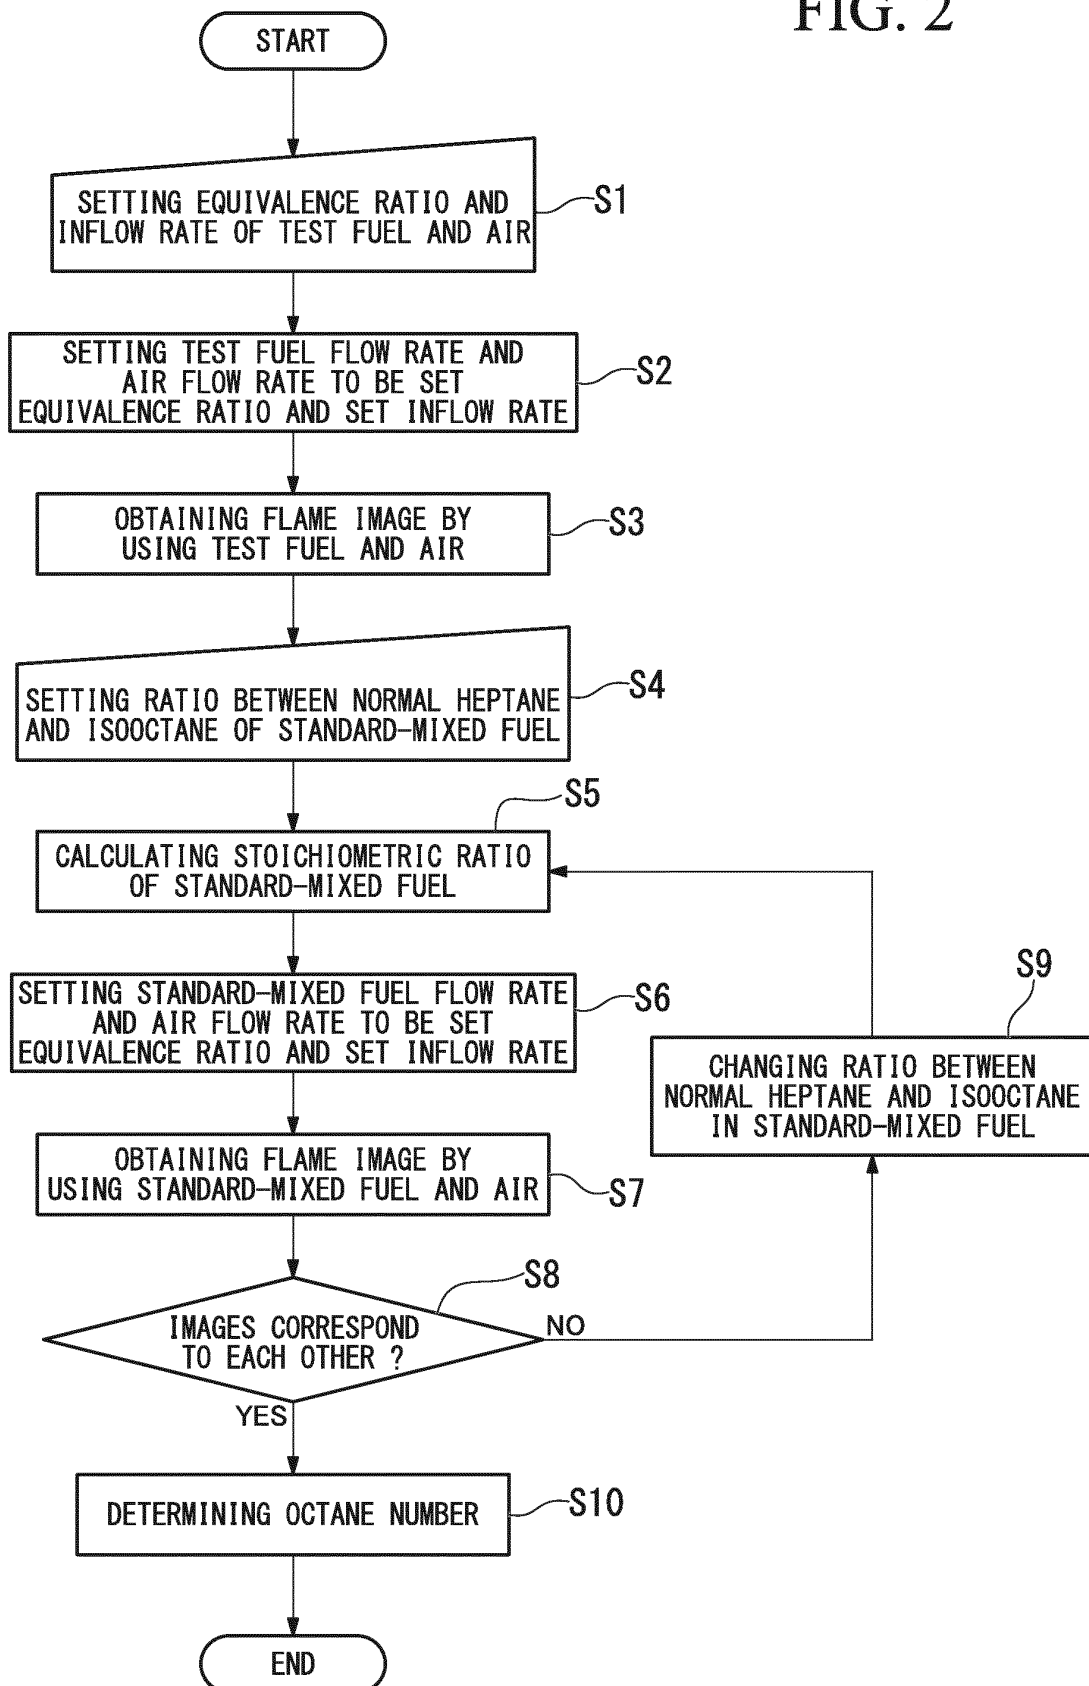 FIG. 2
START
SETTING EQUIVALENCE RATIO AND
INFLOW RATE OF TEST FUEL AND AIR
S1
SETTING TEST FUEL FLOW RATE AND
AIR FLOW RATE TO BE SET
EQUIVALENCE RATIO AND SET INFLOW RATE
S2
OBTAINING FLAME IMAGE BY
USING TEST FUEL AND AIR
S3
SETTING RATIO BETWEEN NORMAL HEPTANE
AND ISOOCTANE OF STANDARD-MIXED FUEL
S4
S5
CALCULATING STOICHIOMETRIC RATIO
OF STANDARD-MIXED FUEL
SETTING STANDARD-MIXED FUEL FLOW RATE
AND AIR FLOW RATE TO BE SET
EQUIVALENCE RATIO AND SET INFLOW RATE
S6
S9
CHANGING RATIO BETWEEN
NORMAL HEPTANE AND ISOOCTANE
IN STANDARD-MIXED FUEL
OBTAINING FLAME IMAGE BY
USING STANDARD-MIXED FUEL AND AIR
S7
S8
IMAGES CORRESPOND
TO EACH OTHER ?
NO
YES
DETERMINING OCTANE NUMBER
S10
END